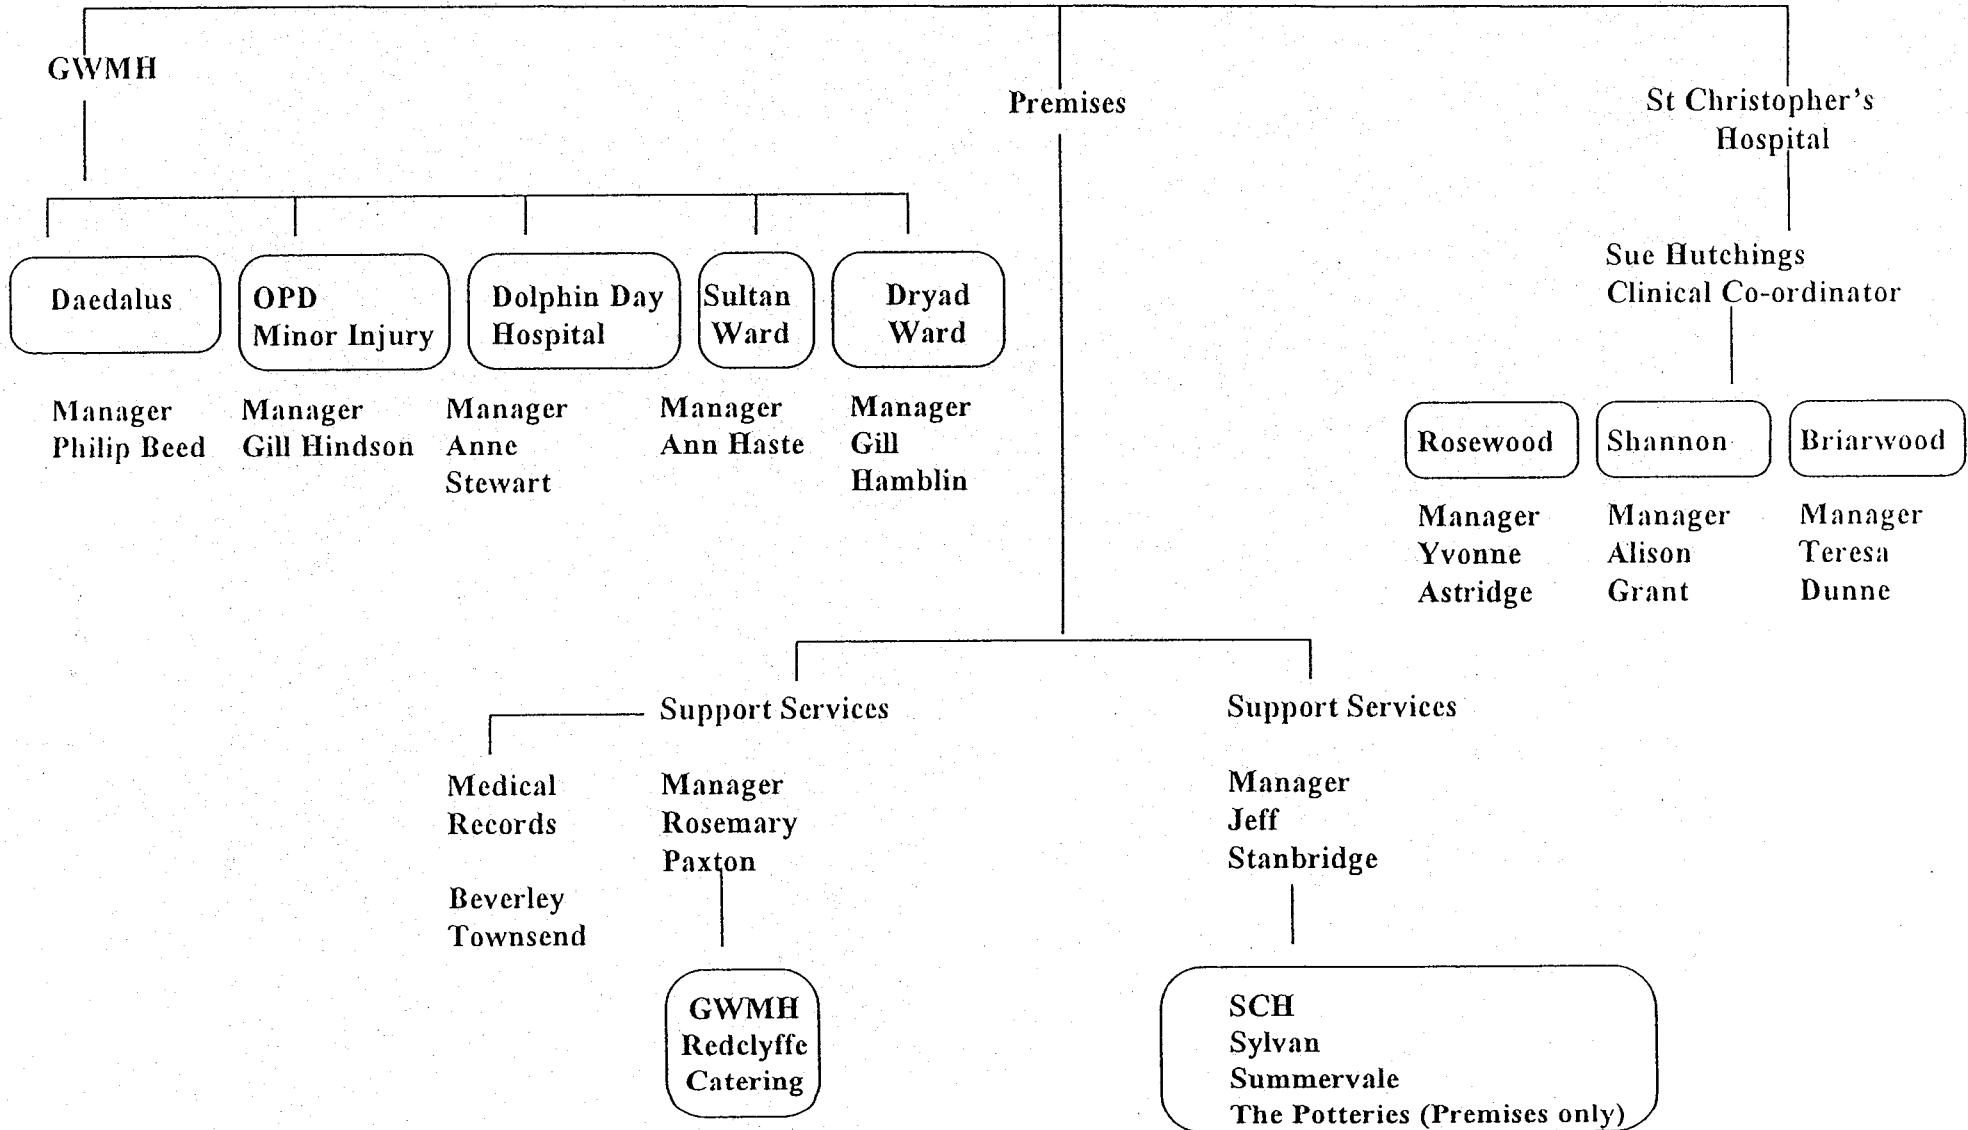 GWMH
Premises
St Christopher's
Hospital
Sue Hutchings
Clinical Co-ordinator
Daedalus
OPD
Minor Injury
Dolphin Day
Hospital
Sultan
Ward
Dryad
Ward
Manager
Philip Beed
Manager
Gill Hindson
Manager
Anne
Stewart
Manager
Ann Haste
Manager
Gill
Hamblin
Rosewood
Shannon
Briarwood
Manager
Yvonne
Astridge
Manager
Alison
Grant
Manager
Teresa
Dunne
Support Services
Medical
Records
Beverley
Townsend
Manager
Rosemary
Paxton
GWMH
Redclyffe
Catering
Support Services
Manager
Jeff
Stanbridge
SCH
Sylvan
Summervale
The Potteries (Premises only)